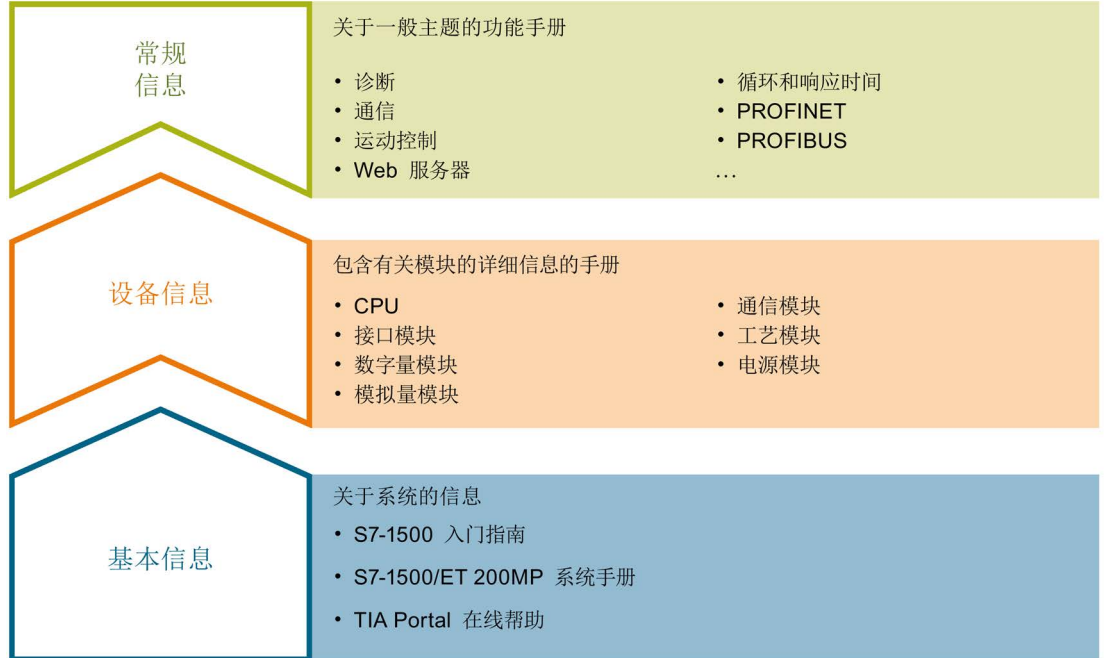 常规
信息
关于一般主题的功能手册
• 诊断
• 通信
• 运动控制
• Web 服务器
• 循环和响应时间
• PROFINET
• PROFIBUS
…
设备信息
包含有关模块的详细信息的手册
• CPU
• 接口模块
• 数字量模块
• 模拟量模块
• 通信模块
• 工艺模块
• 电源模块
基本信息
关于系统的信息
• S7-1500 入门指南
• S7-1500/ET 200MP 系统手册
• TIA Portal 在线帮助